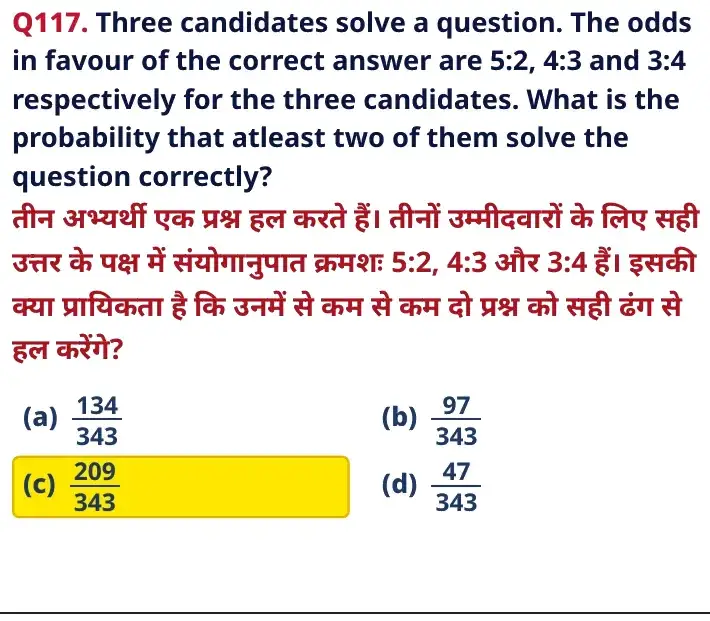 Q117. Three candidates solve a question. The odds
in favour of the correct answer are 5:2, 4:3 and 3:4
respectively for the three candidates. What is the
probability that atleast two of them solve the
question correctly?
तीन अभ्यर्थी एक प्रश्न हल करते हैं। तीनों उम्मीदवारों के लिए सही
उत्तर के पक्ष में संयोगानुपात क्रमशः 5:2, 4:3 और 3:4 हैं। इसकी
क्या प्रायिकता है कि उनमें से कम से कम दो प्रश्न को सही ढंग से
हल करेंगे?
(a) 134/343 (b) 97/343
(c) 209/343 (d) 47/343